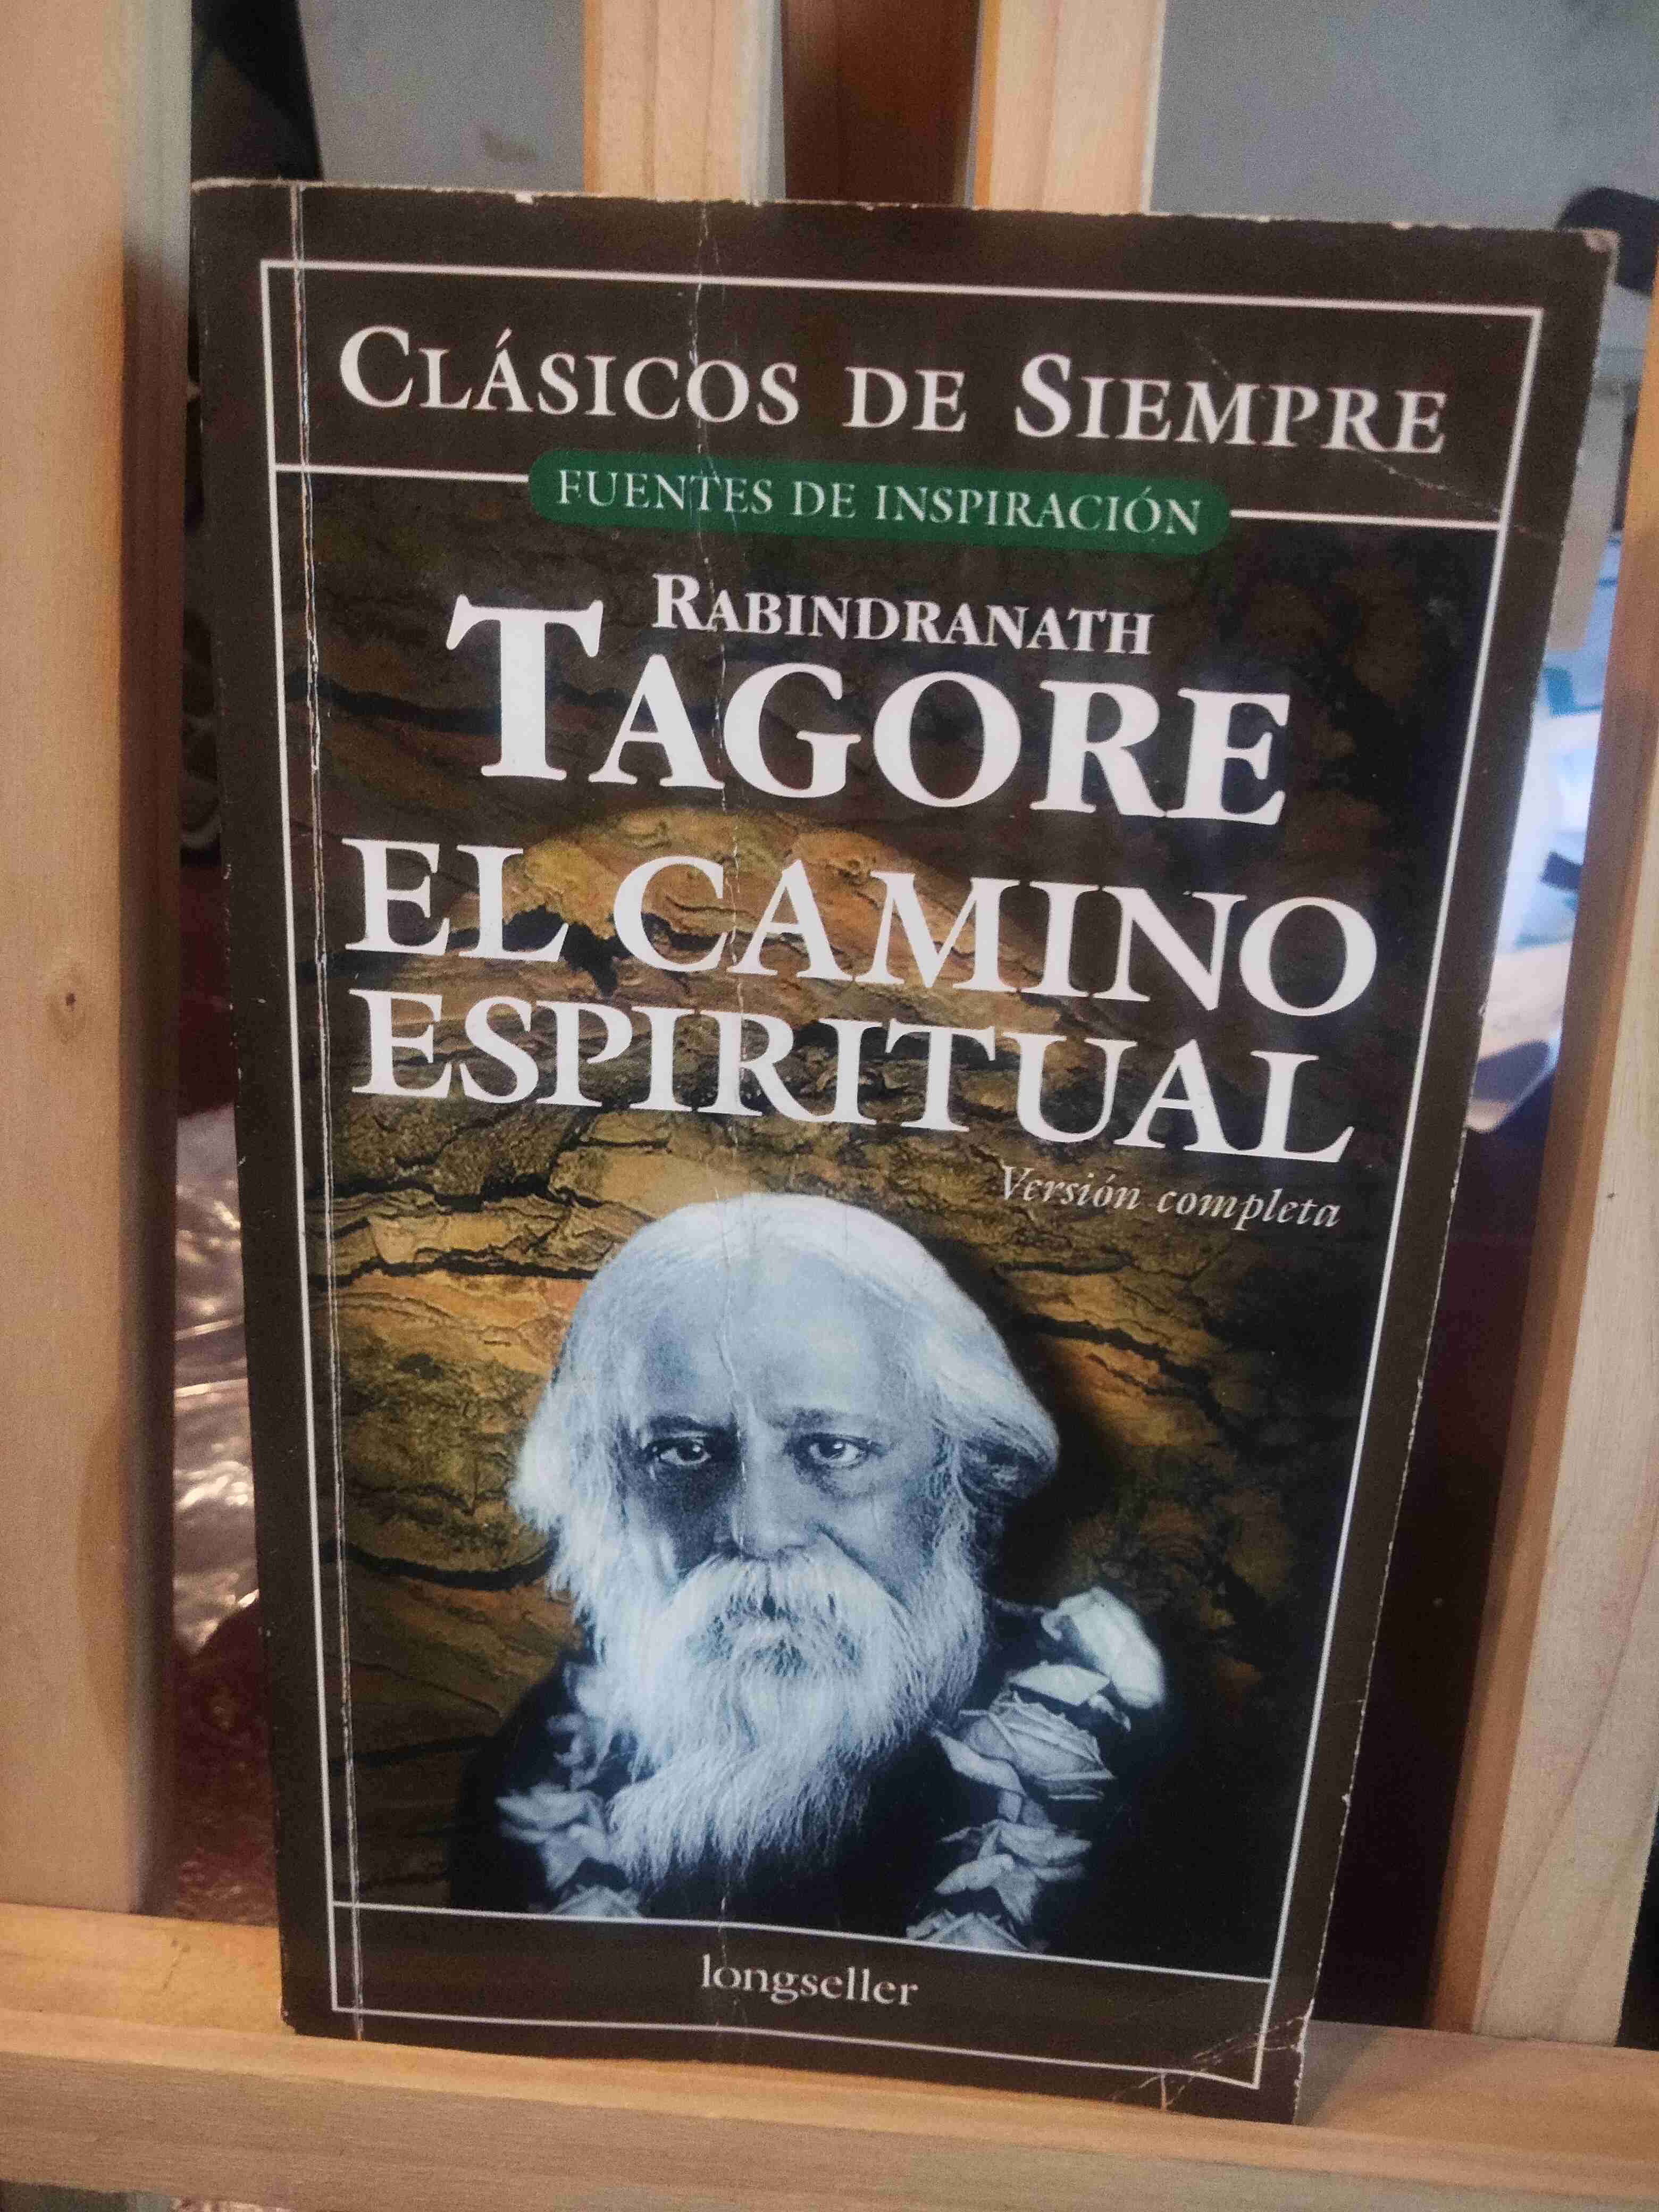 CLÁSICOS DE SIEMPRE
FUENTES DE INSPIRACIÓN
RABINDRANATH
TAGORE
EL CAMINO
ESPIRITUAL
Versión completa
longseller